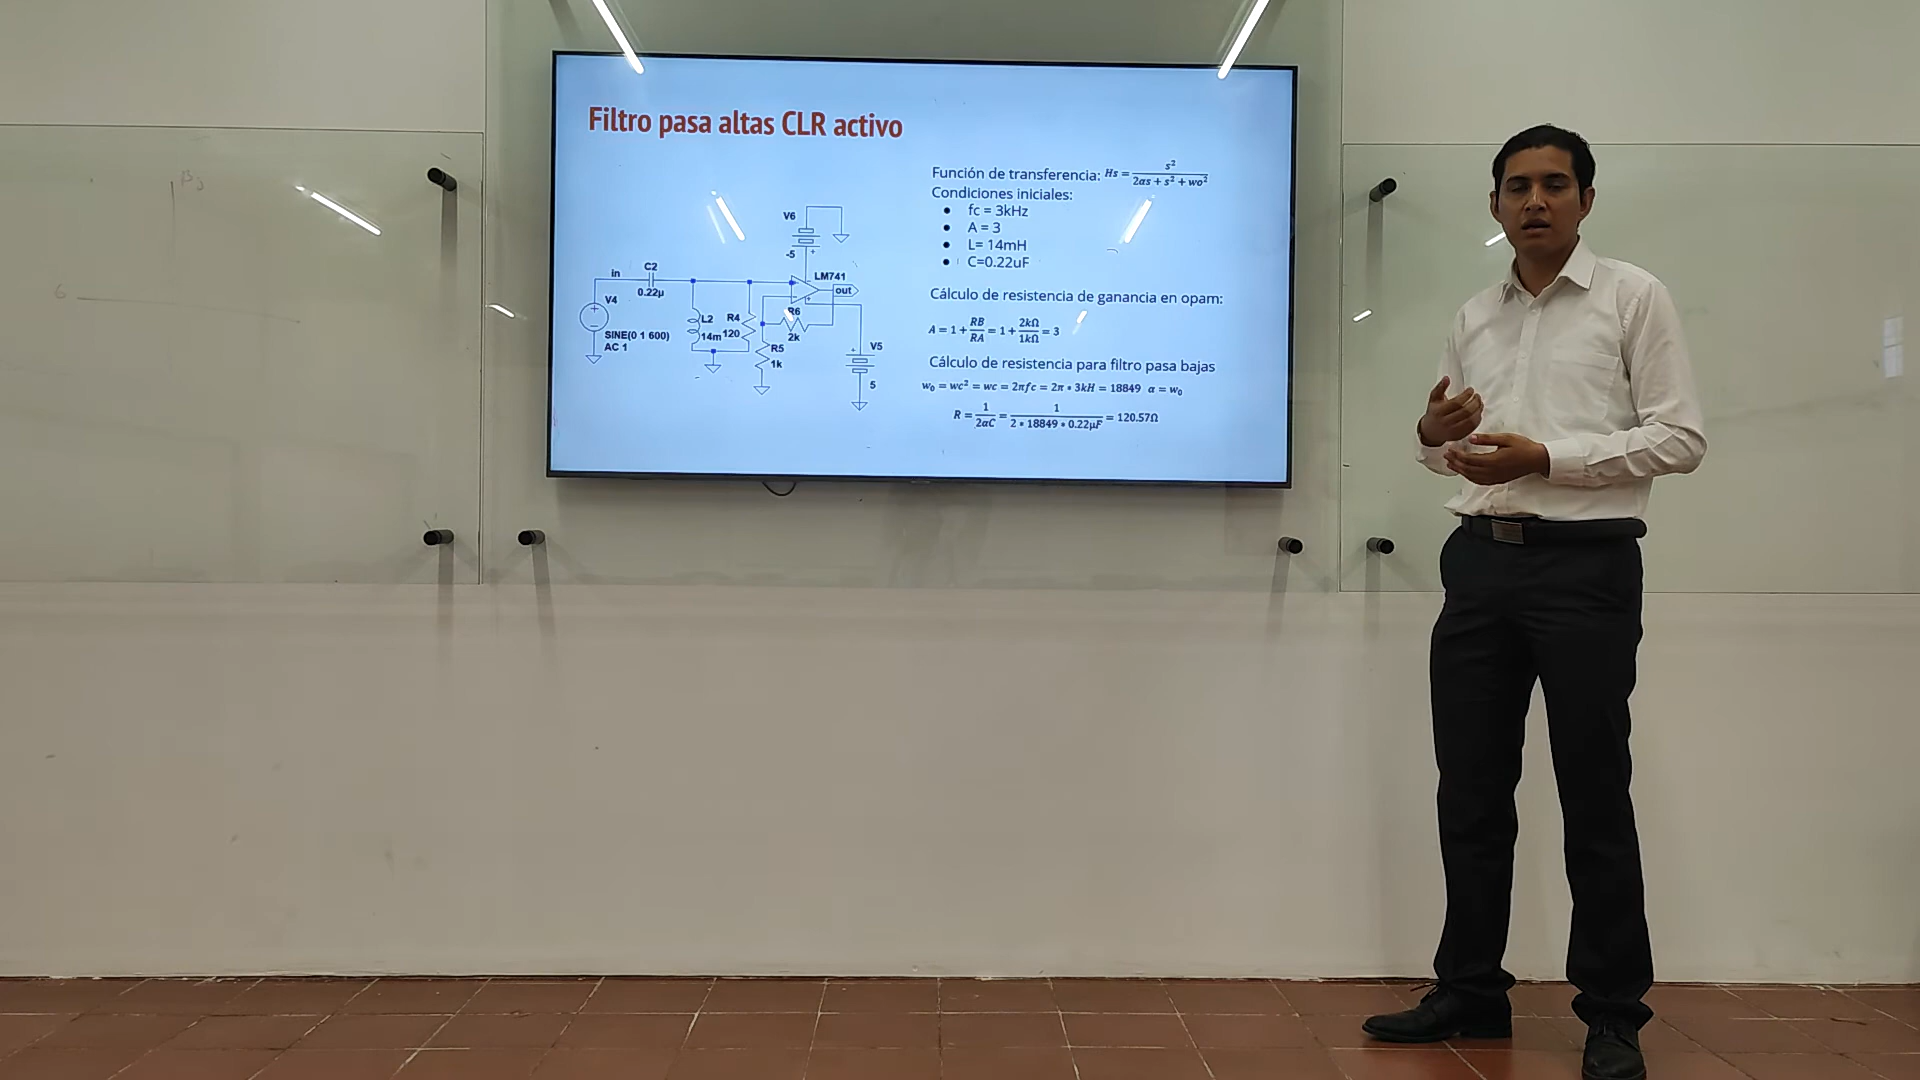 Filtro pasa altas CLR activo
Función de transferencia: Hs = s² / (2αs + s² + wo²)
Condiciones iniciales:
• fc = 3kHz
• A = 3
• L= 14mH
• C=0.22uF
Cálculo de resistencia de ganancia en opam:
A = 1 + RB/RA = 1 + 2kΩ/1kΩ = 3
Cálculo de resistencia para filtro pasa bajas
w₀ = wc² = wc = 2πfc = 2π * 3kH = 18849 α = w₀
R = 1/(2αC) = 1/(2 * 18849 * 0.22µF) = 120.57Ω
V6
-5
LM741
in
C2
0.22µ
out
V4
SINE(0 1 600)
AC 1
L2
14m
R4
120
R6
2k
R5
1k
V5
5